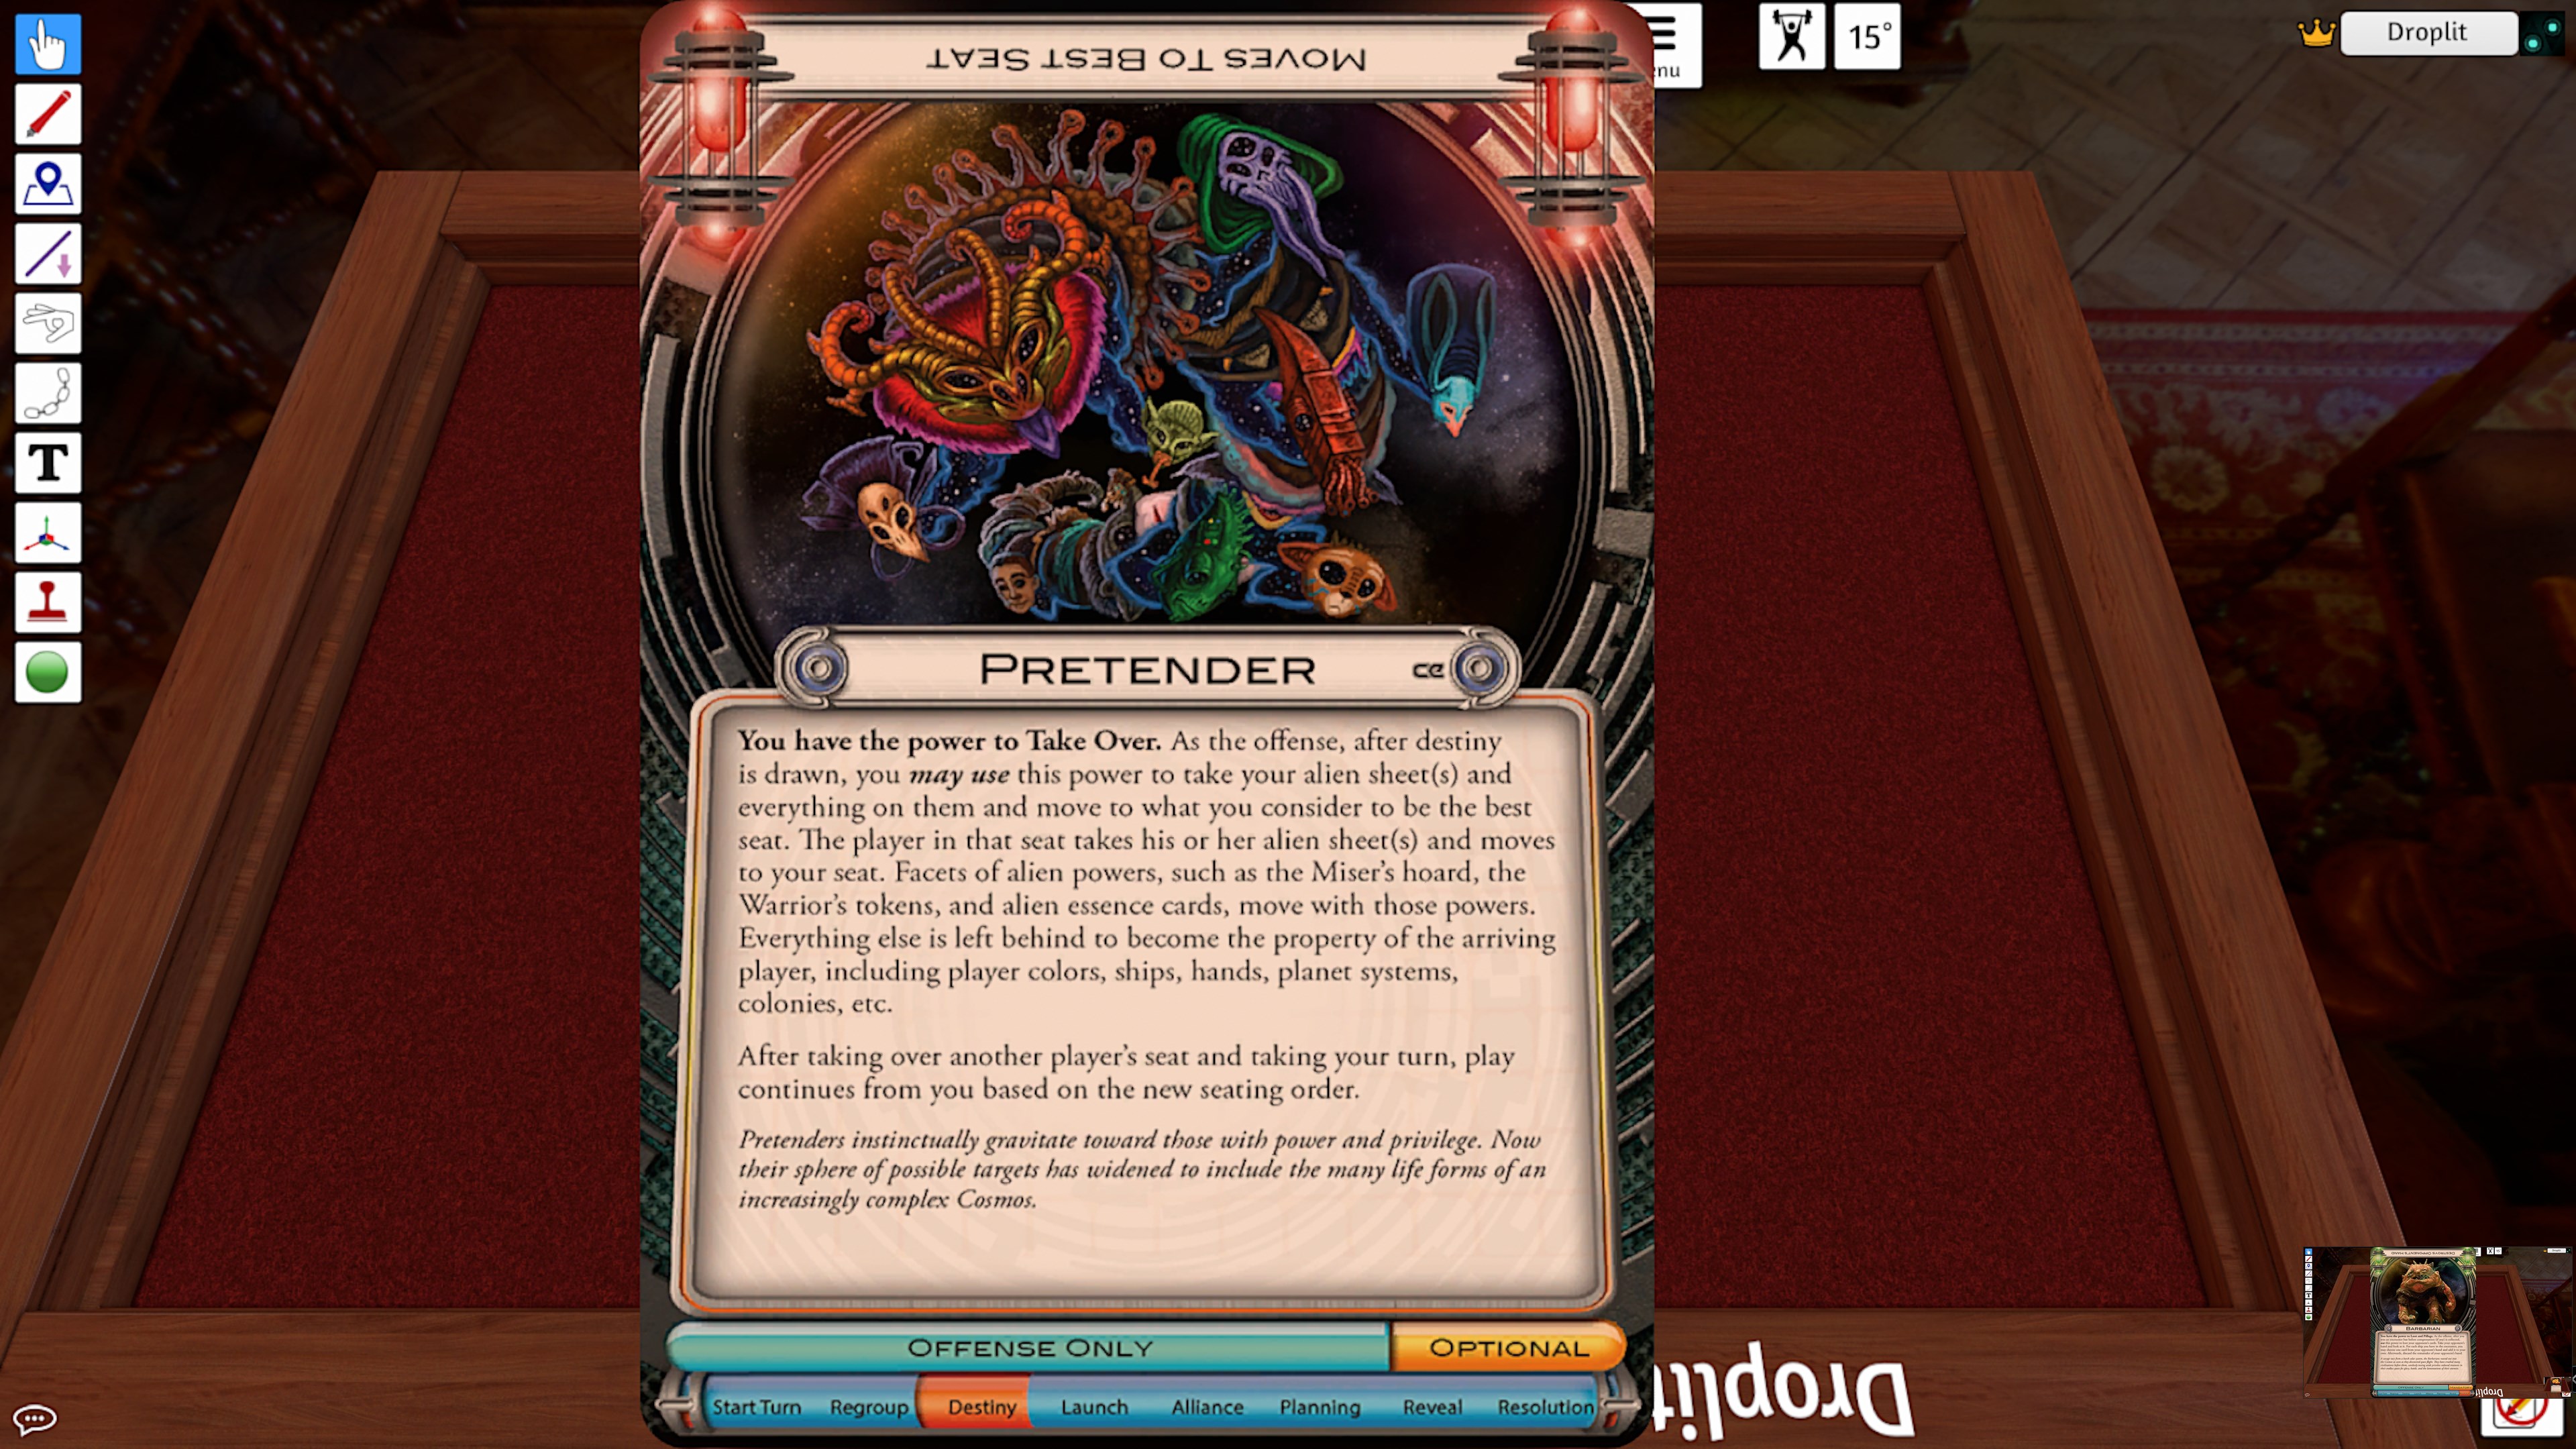 MOVES TO BEST SEAT
enu
15°
Droplit
T
PRETENDER
ce
You have the power to Take Over. As the offense, after destiny
is drawn, you may use this power to take your alien sheet(s) and
everything on them and move to what you consider to be the best
seat. The player in that seat takes his or her alien sheet(s) and moves
to your seat. Facets of alien powers, such as the Miser's hoard, the
Warrior's tokens, and alien essence cards, move with those powers.
Everything else is left behind to become the property of the arriving
player, including player colors, ships, hands, planet systems,
colonies, etc.
After taking over another player's seat and taking your turn, play
continues from you based on the new seating order.
Pretenders instinctually gravitate toward those with power and privilege. Now
their sphere of possible targets has widened to include the many life forms of an
increasingly complex Cosmos.
OFFENSE ONLY
OPTIONAL
Start Turn Regroup Destiny Launch Alliance Planning Reveal Resolution
Droplit
BARBARIAN